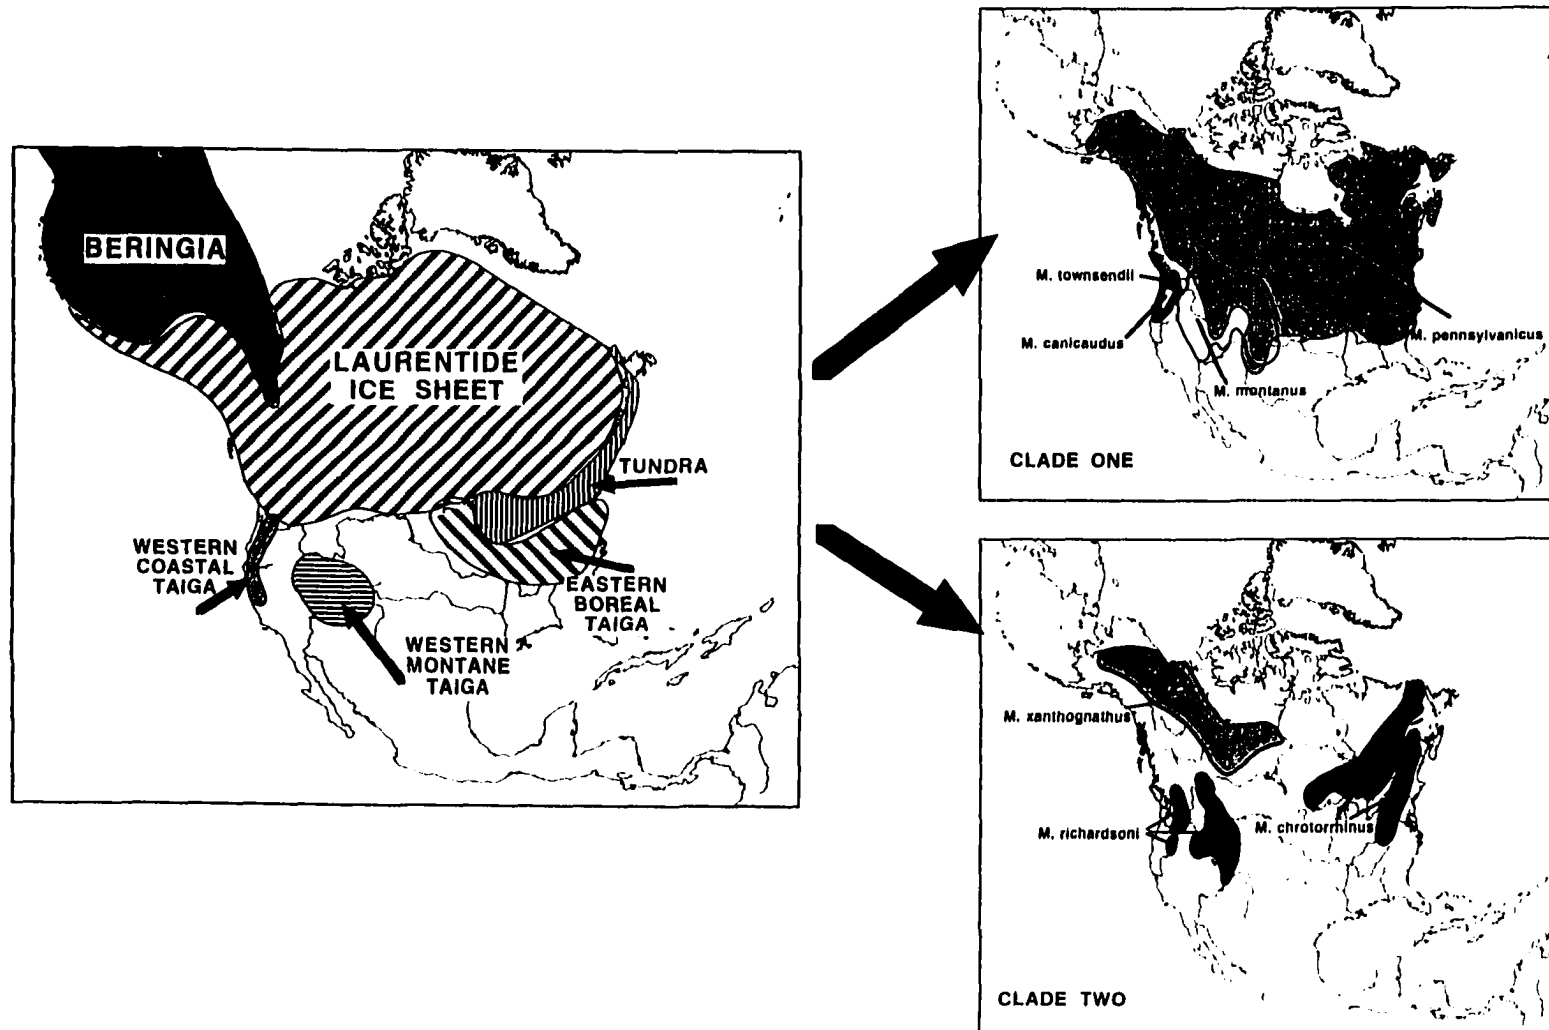 BERINGIA
LAURENTIDE
ICE SHEET
TUNDRA
WESTERN
COASTAL
TAIGA
EASTERN
BOREAL
TAIGA
WESTERN
MONTANE
TAIGA
M. townsendii
M. canicaudus
M. pennsylvanicus
M. montanus
CLADE ONE
M. xanthognathus
M. richardsoni
M. chrotorrhinus
CLADE TWO